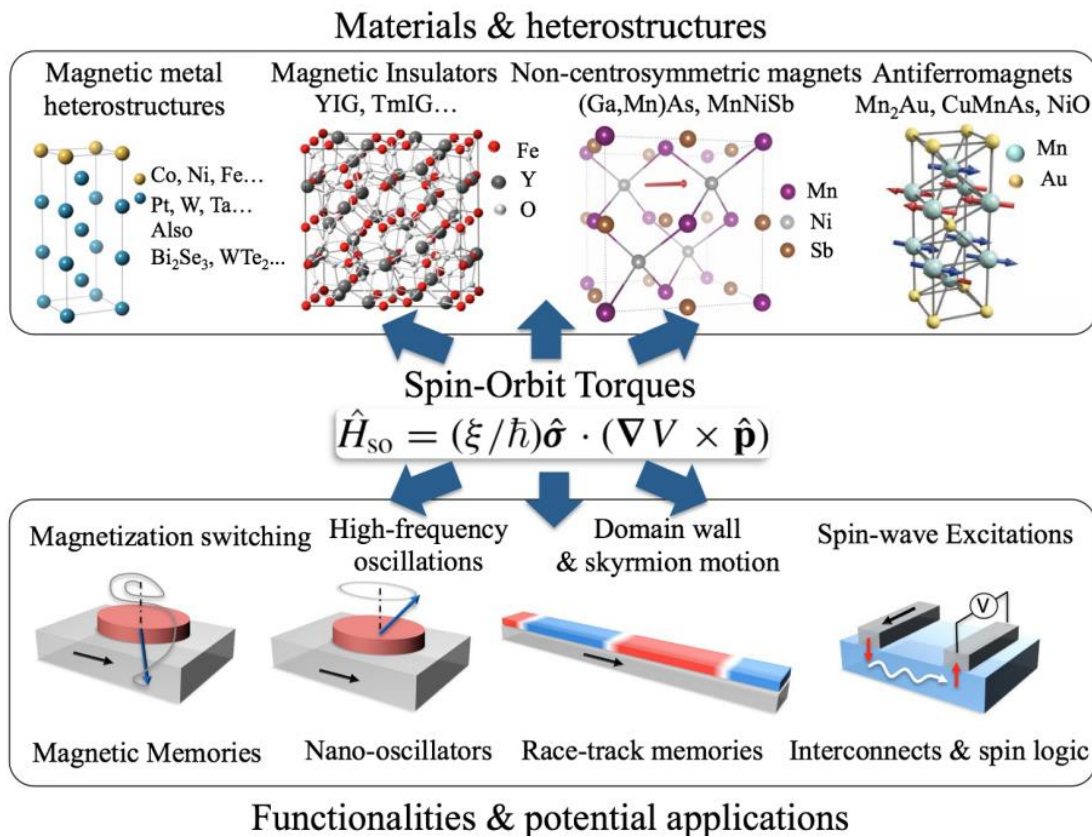 Materials & heterostructures
Magnetic metal
heterostructures
Co, Ni, Fe...
Pt, W, Ta...
Also
Bi₂Se₃, WTe₂...
Magnetic Insulators
YIG, TmIG...
Fe
Y
O
Non-centrosymmetric magnets
(Ga,Mn)As, MnNiSb
Mn
Ni
Sb
Antiferromagnets
Mn₂Au, CuMnAs, NiO
Mn
Au
Spin-Orbit Torques
Ĥso = (ξ/ħ)σ̂ · (∇V × p̂)
Magnetization switching
Magnetic Memories
High-frequency
oscillations
Nano-oscillators
Domain wall
& skyrmion motion
Race-track memories
Spin-wave Excitations
V
Interconnects & spin logic
Functionalities & potential applications